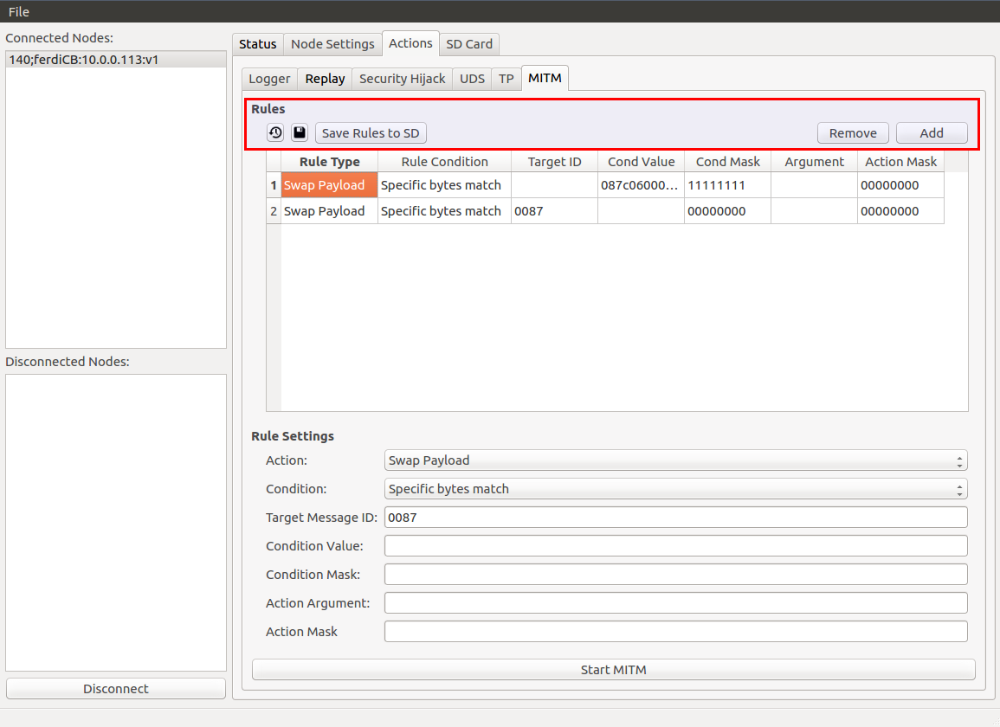 File
Connected Nodes:
140;ferdiCB:10.0.0.113:v1
Disconnected Nodes:
Disconnect
Status Node Settings Actions SD Card
Logger Replay Security Hijack UDS TP MITM
Rules
Save Rules to SD Remove Add
Rule Type Rule Condition Target ID Cond Value Cond Mask Argument Action Mask
1 Swap Payload Specific bytes match 087c06000... 11111111 00000000
2 Swap Payload Specific bytes match 0087 00000000 00000000
Rule Settings
Action: Swap Payload
Condition: Specific bytes match
Target Message ID: 0087
Condition Value:
Condition Mask:
Action Argument:
Action Mask
Start MITM